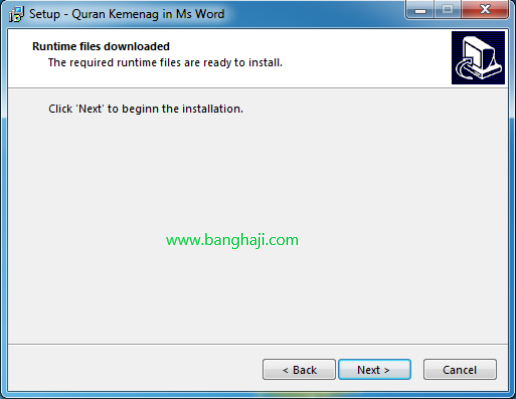 Setup - Quran Kemenag in Ms Word
Runtime files downloaded
The required runtime files are ready to install.
Click 'Next' to beginn the installation.
www.banghaji.com
< Back
Next >
Cancel